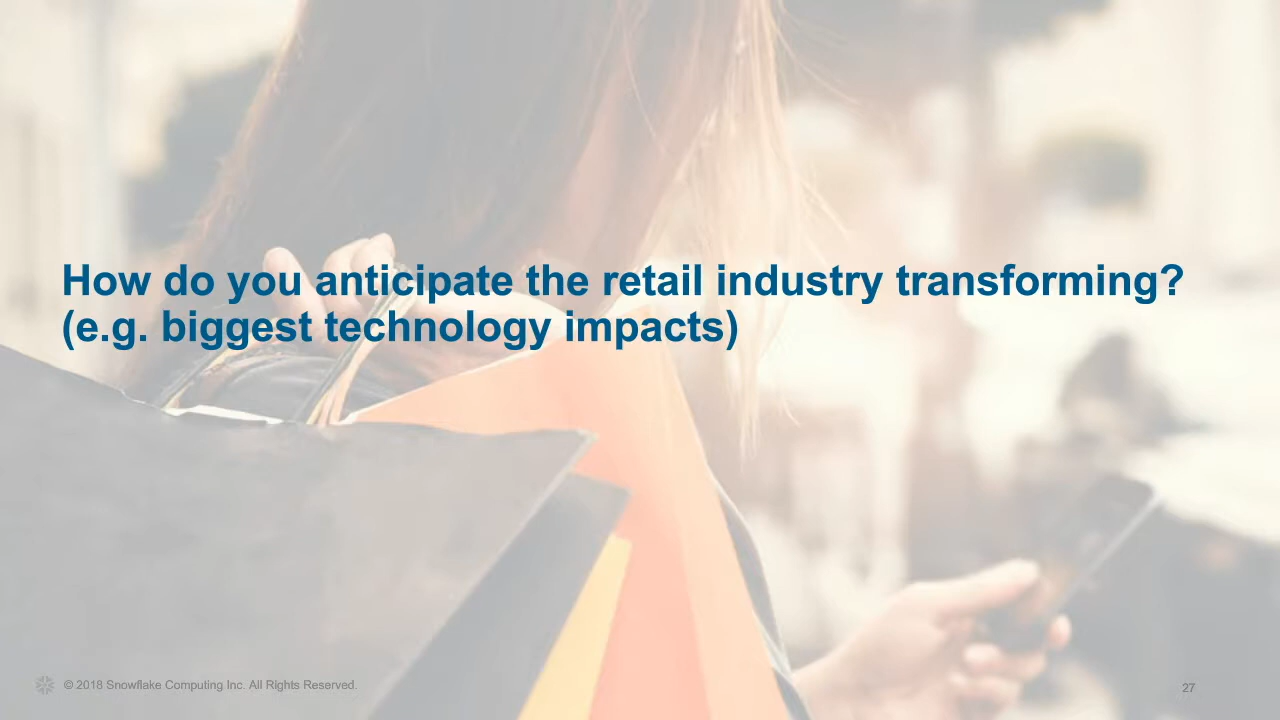 How do you anticipate the retail industry transforming?
(e.g. biggest technology impacts)
© 2018 Snowflake Computing Inc. All Rights Reserved.
27